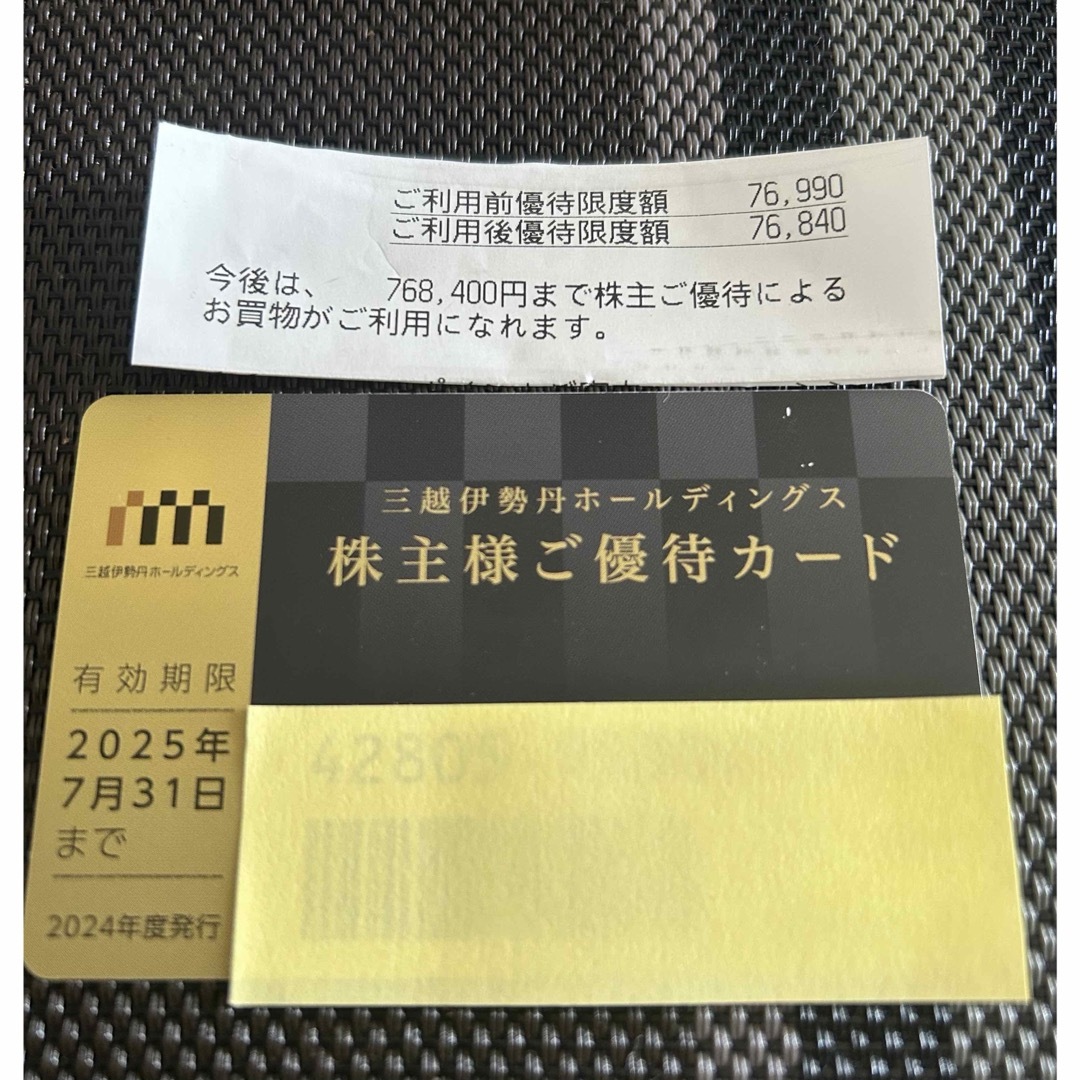 ご利用前優待限度額 76,990
ご利用後優待限度額 76,840
今後は、 768,400円まで株主ご優待による
お買物がご利用になれます。
三越伊勢丹ホールディングス
株主様ご優待カード
三越伊勢丹ホールディングス
有効期限
2025年
7月31日
まで
2024年度発行
42805